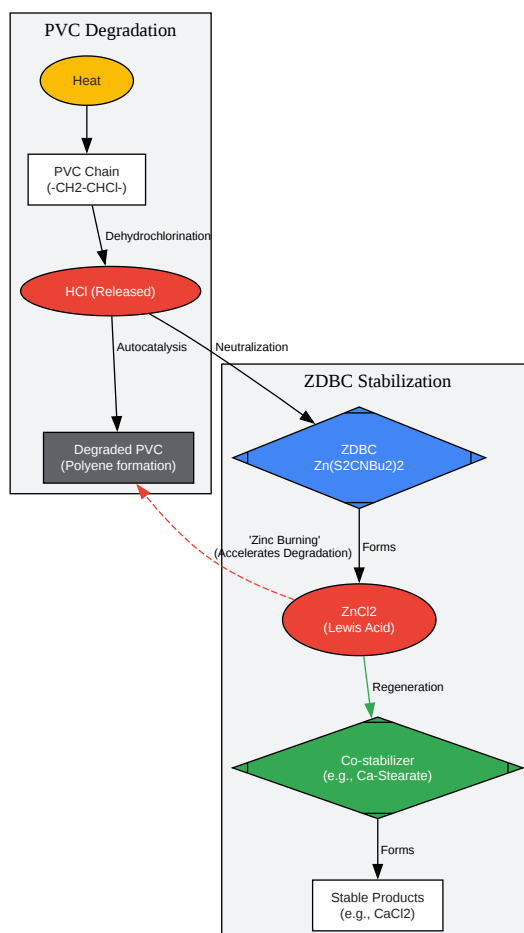 PVC Degradation
Heat
PVC Chain
(-CH2-CHCl-)
Dehydrochlorination
HCl (Released)
Autocatalysis
Neutralization
Degraded PVC
(Polyene formation)
ZDBC Stabilization
ZDBC
Zn(S2CNBu2)2
'Zinc Burning'
(Accelerates Degradation)
Forms
ZnCl2
(Lewis Acid)
Regeneration
Co-stabilizer
(e.g., Ca-Stearate)
Forms
Stable Products
(e.g., CaCl2)